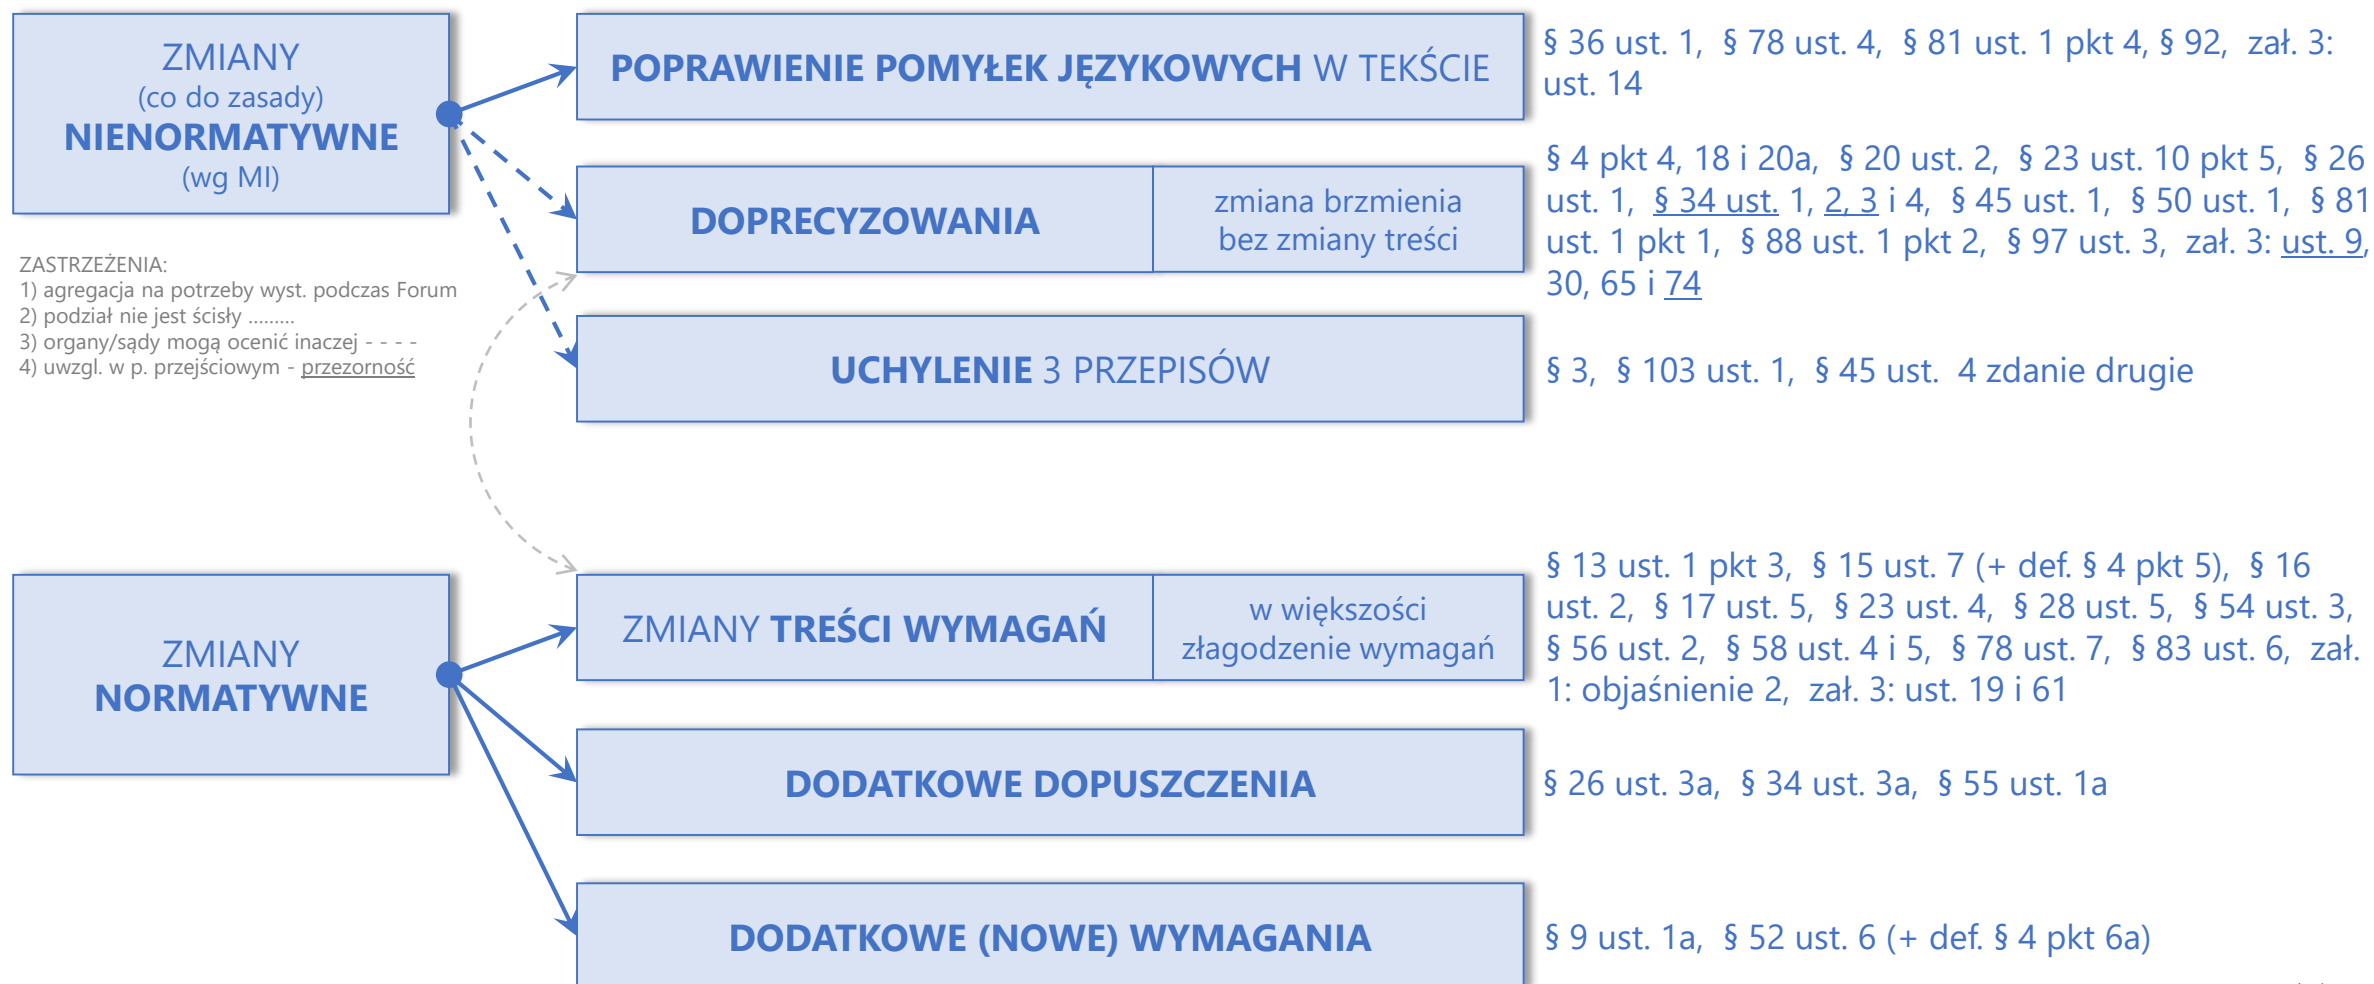 ZMIANY
(co do zasady)
NIENORMATYWNE
(wg MI)
POPRAWIENIE POMYŁEK JĘZYKOWYCH W TEKŚCIE
§ 36 ust. 1, § 78 ust. 4, § 81 ust. 1 pkt 4, § 92, zał. 3:
ust. 14
DOPRECYZOWANIA
zmiana brzmienia
bez zmiany treści
§ 4 pkt 4, 18 i 20a, § 20 ust. 2, § 23 ust. 10 pkt 5, § 26
ust. 1, § 34 ust. 1, 2, 3 i 4, § 45 ust. 1, § 50 ust. 1, § 81
ust. 1 pkt 1, § 88 ust. 1 pkt 2, § 97 ust. 3, zał. 3: ust. 9,
30, 65 i 74
ZASTRZEŻENIA:
1) agregacja na potrzeby wyst. podczas Forum
2) podział nie jest ścisły .........
3) organy/sądy mogą ocenić inaczej - - - -
4) uwzgl. w p. przejściowym - przezorność
UCHYLENIE 3 PRZEPISÓW
§ 3, § 103 ust. 1, § 45 ust. 4 zdanie drugie
ZMIANY
NORMATYWNE
ZMIANY TREŚCI WYMAGAŃ
w większości
złagodzenie wymagań
§ 13 ust. 1 pkt 3, § 15 ust. 7 (+ def. § 4 pkt 5), § 16
ust. 2, § 17 ust. 5, § 23 ust. 4, § 28 ust. 5, § 54 ust. 3,
§ 56 ust. 2, § 58 ust. 4 i 5, § 78 ust. 7, § 83 ust. 6, zał.
1: objaśnienie 2, zał. 3: ust. 19 i 61
DODATKOWE DOPUSZCZENIA
§ 26 ust. 3a, § 34 ust. 3a, § 55 ust. 1a
DODATKOWE (NOWE) WYMAGANIA
§ 9 ust. 1a, § 52 ust. 6 (+ def. § 4 pkt 6a)